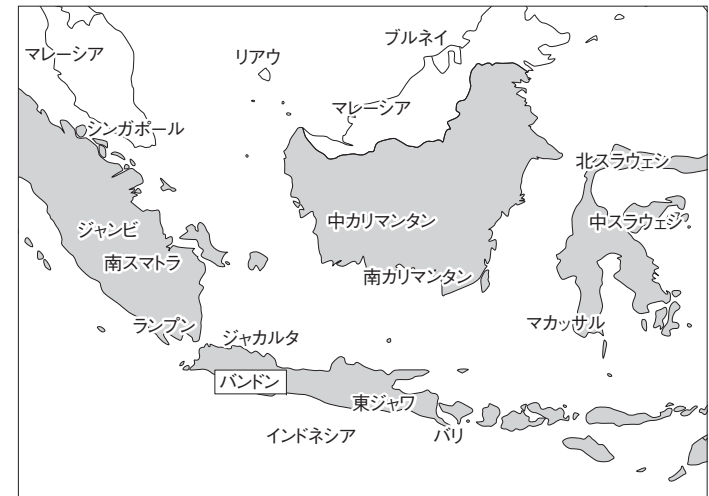 ブルネイ
マレーシア
リアウ
マレーシア
シンガポール
北スラウェシ
中カリマンタン
中スラウェシ
ジャンビ
南スマトラ
南カリマンタン
ランプン
マカッサル
ジャカルタ
バンドン
東ジャワ
インドネシア
バリ